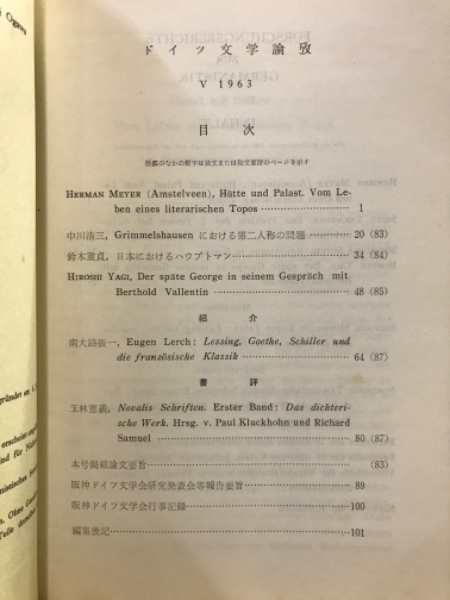 i Ogawa
ドイツ文学論攷
V 1963
目次
括弧のなかの数字は欧文または和文要旨のページを示す
HERMAN MEYER (Amstelveen), Hütte und Palast. Vom Le-
ben eines literarischen Topos ………… 1
中川浩三, Grimmelshausen における第二人称の問題 ………… 20 (83)
鈴木重貞, 日本におけるハウプトマン ………… 34 (84)
HIROSHI YAGI, Der späte George in seinem Gespräch mit
Berthold Vallentin ………… 48 (85)
紹介
南大路振一, Eugen Lerch: Lessing, Goethe, Schiller und
die französische Klassik ………… 64 (87)
書評
玉林憲義, Novalis Schriften. Erster Band: Das dichteri-
sche Werk. Hrsg. v. Paul Kluckhohn und Richard
Samuel ………… 80 (87)
本号掲載論文要旨 ………… (83)
阪神ドイツ文学会研究発表会等報告要旨 ………… 89
阪神ドイツ文学会行事記録 ………… 100
編集後記 ………… 101